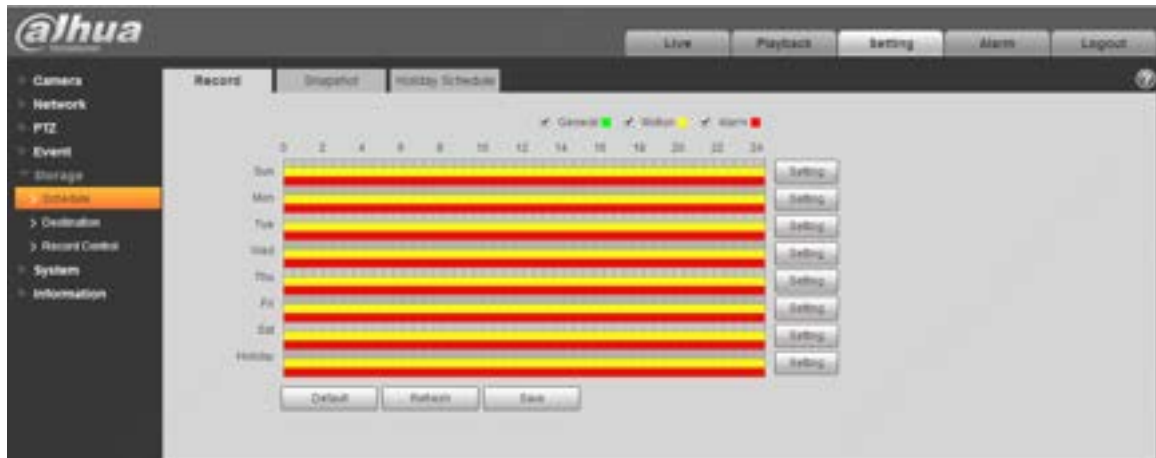 alhua
Live
Playback
Setting
Alarm
Logout
Camera
Network
PTZ
Event
Storage
Schedule
Destination
Record Control
System
Information
Record
Snapshot
Holiday Schedule
General
Motion
Alarm
0 2 4 6 8 10 12 14 16 18 20 22 24
Sun Setting
Mon Setting
Tue Setting
Wed Setting
Thu Setting
Fri Setting
Sat Setting
Holiday Setting
Default
Refresh
Save